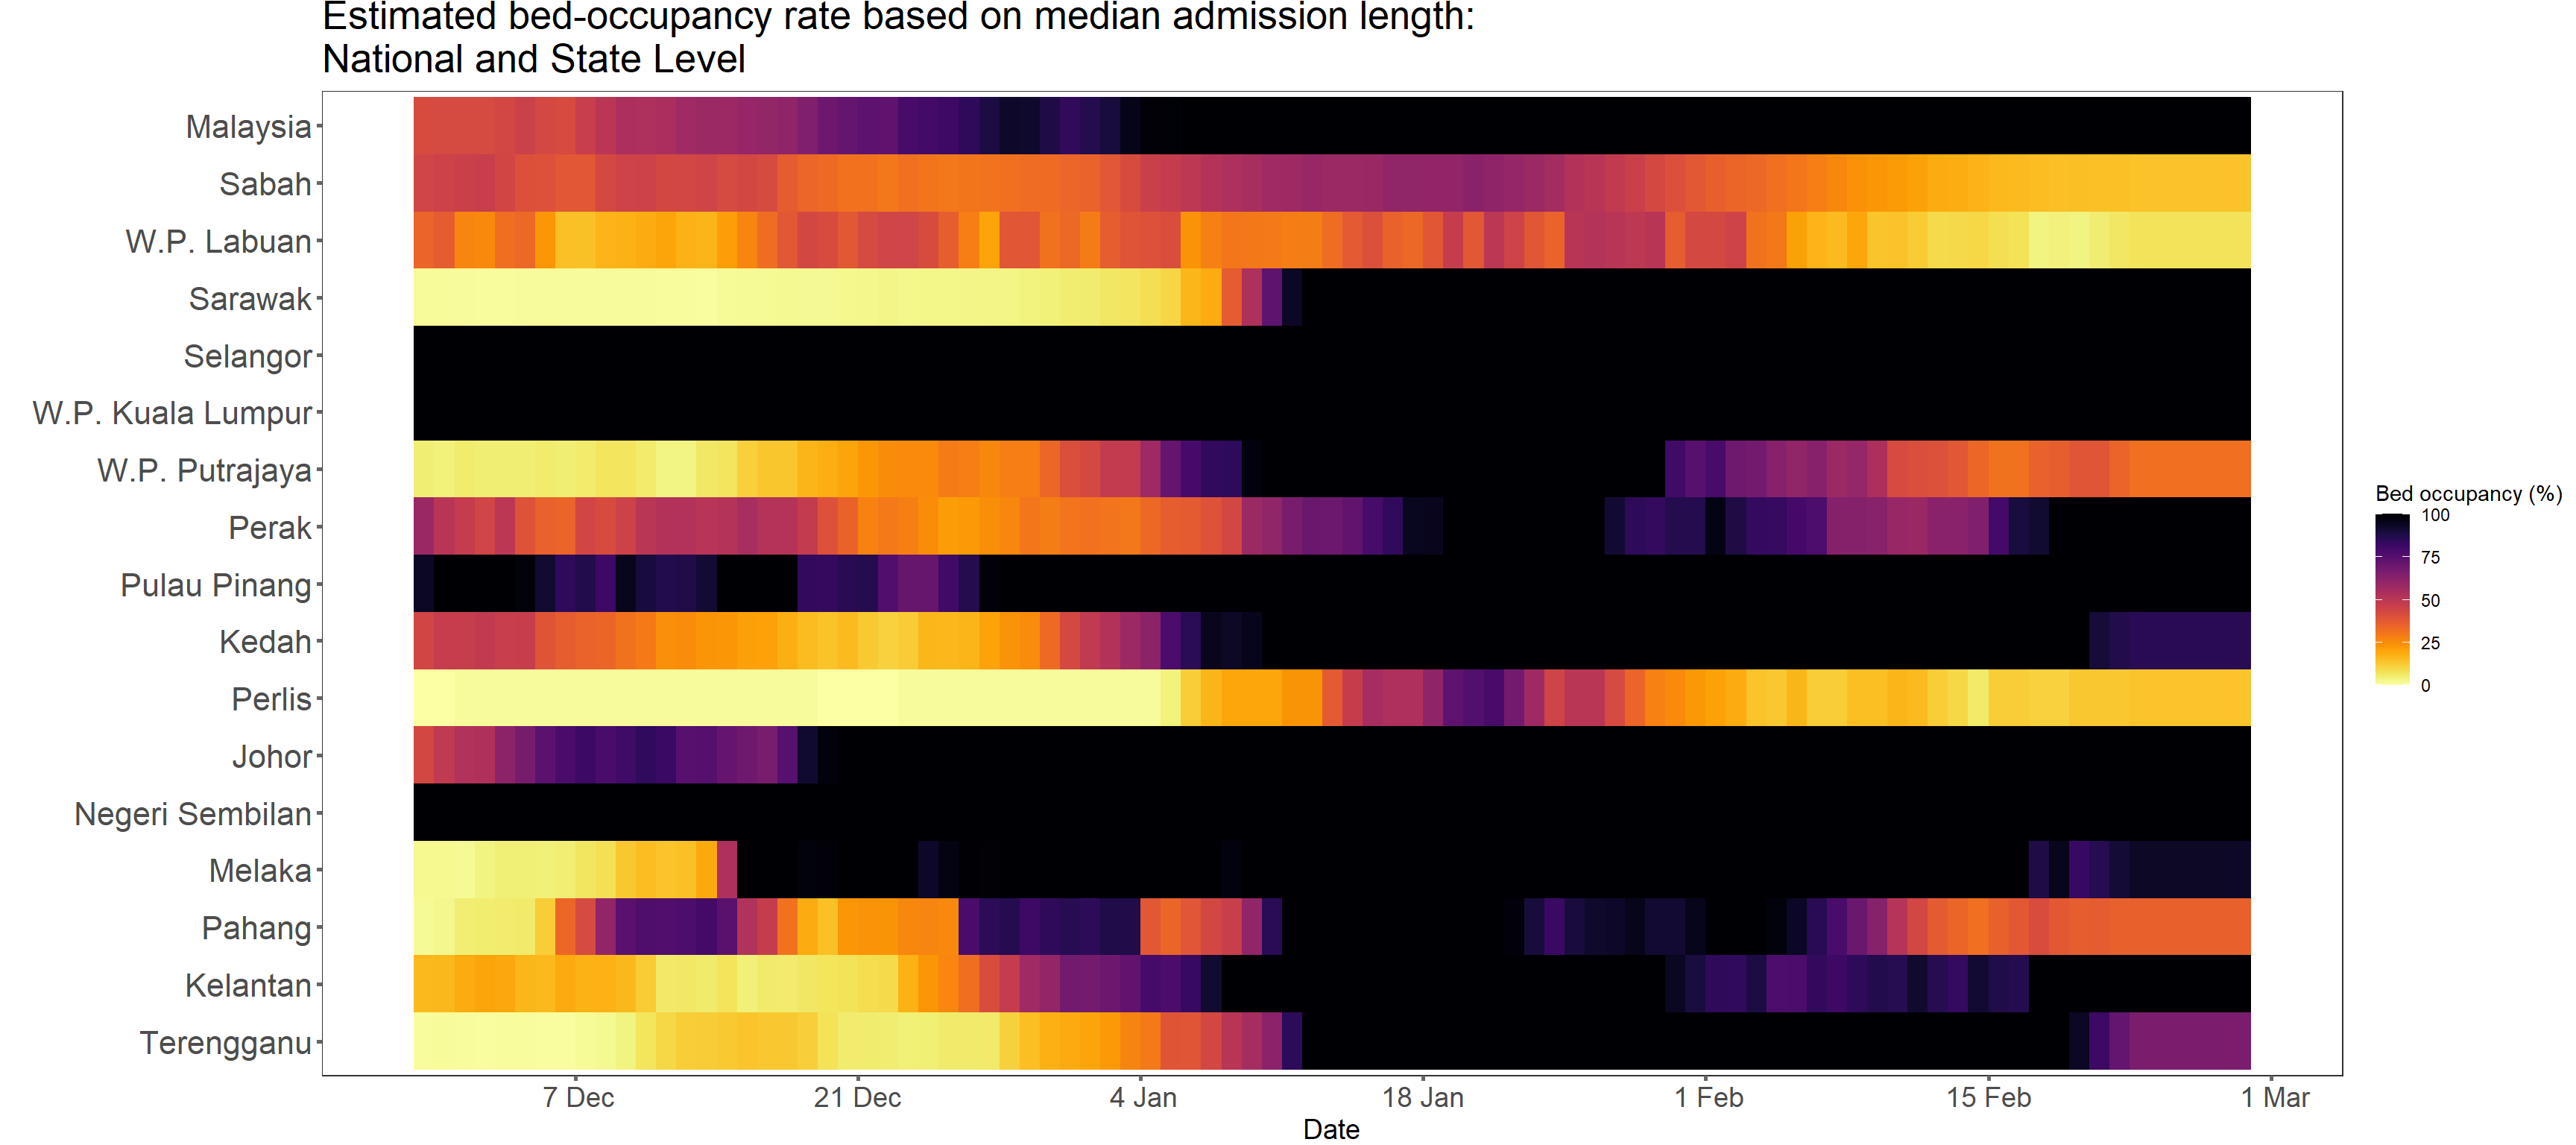 Estimated bed-occupancy rate based on median admission length:
National and State Level
Malaysia
Sabah
W.P. Labuan
Sarawak
Selangor
W.P. Kuala Lumpur
W.P. Putrajaya
Perak
Pulau Pinang
Kedah
Perlis
Johor
Negeri Sembilan
Melaka
Pahang
Kelantan
Terengganu
7 Dec 21 Dec 4 Jan 18 Jan 1 Feb 15 Feb 1 Mar
Date
Bed occupancy (%)
100
75
50
25
0